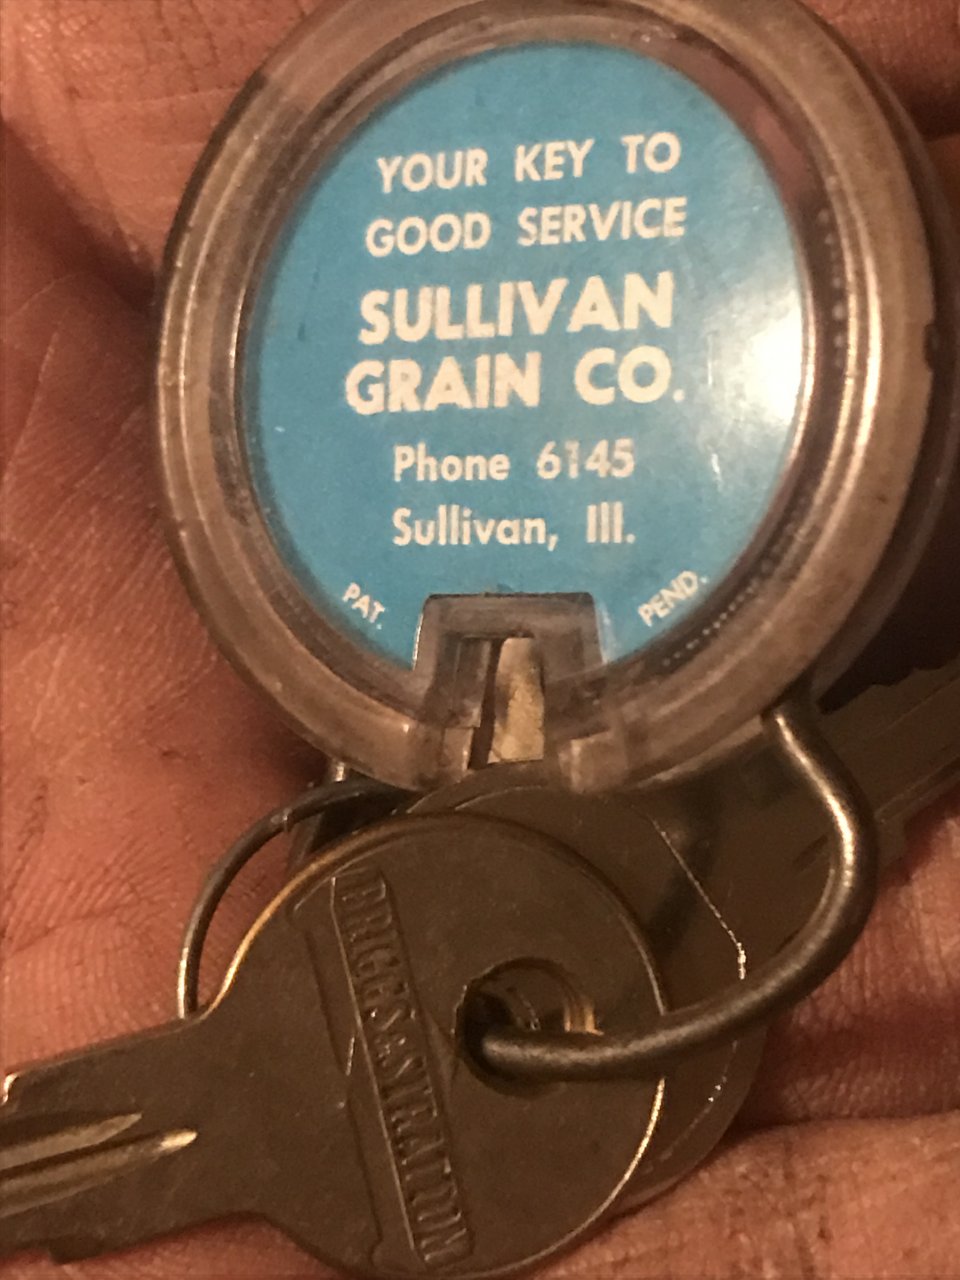 YOUR KEY TO
GOOD SERVICE
SULLIVAN
GRAIN CO.
Phone 6145
Sullivan, Ill.
PAT. PEND.
BRIGGS&STRATTON